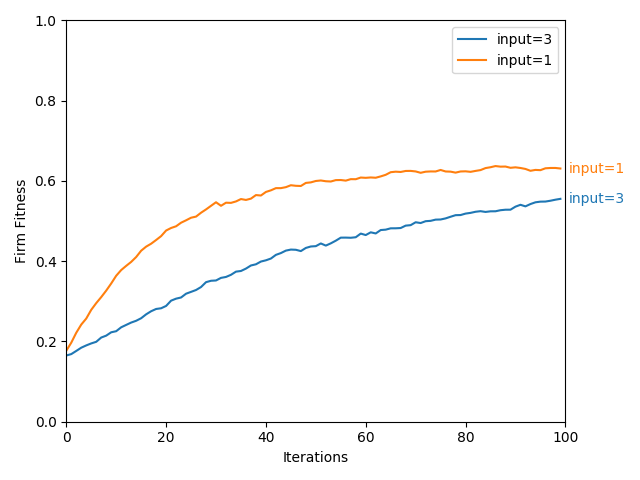 1.0
0.8
0.6
0.4
0.2
0.0
Firm Fitness
0 20 40 60 80 100
Iterations
input=3
input=1
input=1
input=3